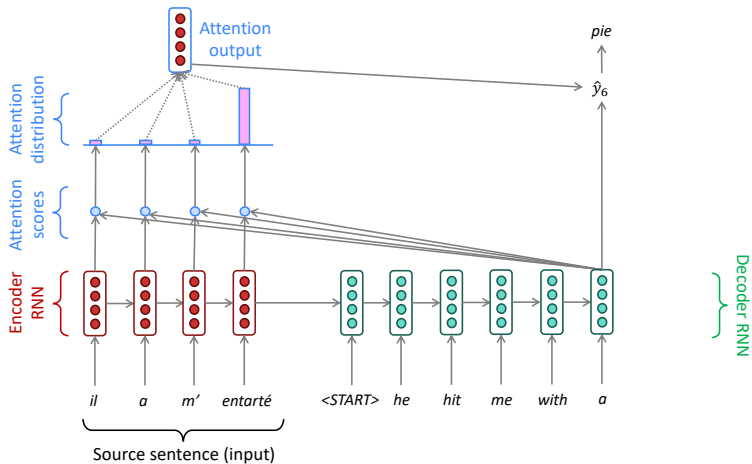 Attention
output
pie
ŷ₆
Attention
distribution
Attention
scores
Encoder
RNN
Decoder RNN
il a m’ entarté <START> he hit me with a
Source sentence (input)